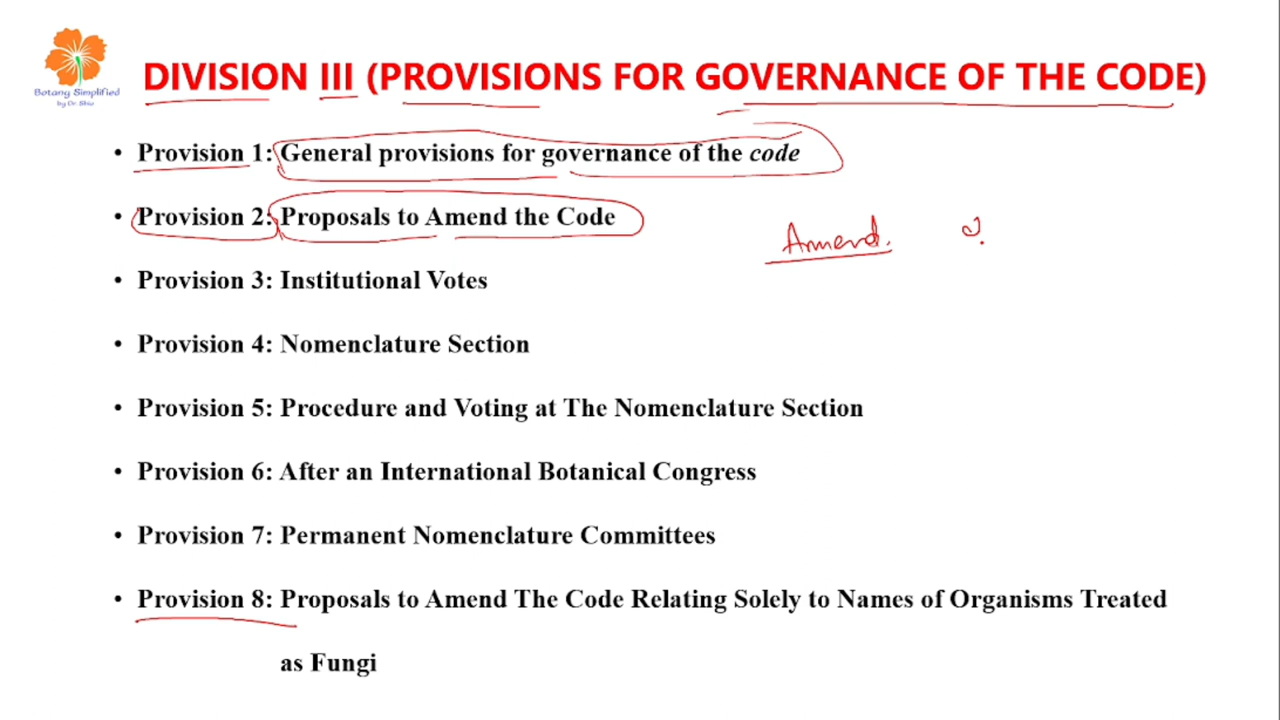 Botany Simplified
by Dr. Shiv
DIVISION III (PROVISIONS FOR GOVERNANCE OF THE CODE)
• Provision 1: General provisions for governance of the code
• Provision 2: Proposals to Amend the Code
Amend.
• Provision 3: Institutional Votes
• Provision 4: Nomenclature Section
• Provision 5: Procedure and Voting at The Nomenclature Section
• Provision 6: After an International Botanical Congress
• Provision 7: Permanent Nomenclature Committees
• Provision 8: Proposals to Amend The Code Relating Solely to Names of Organisms Treated
as Fungi